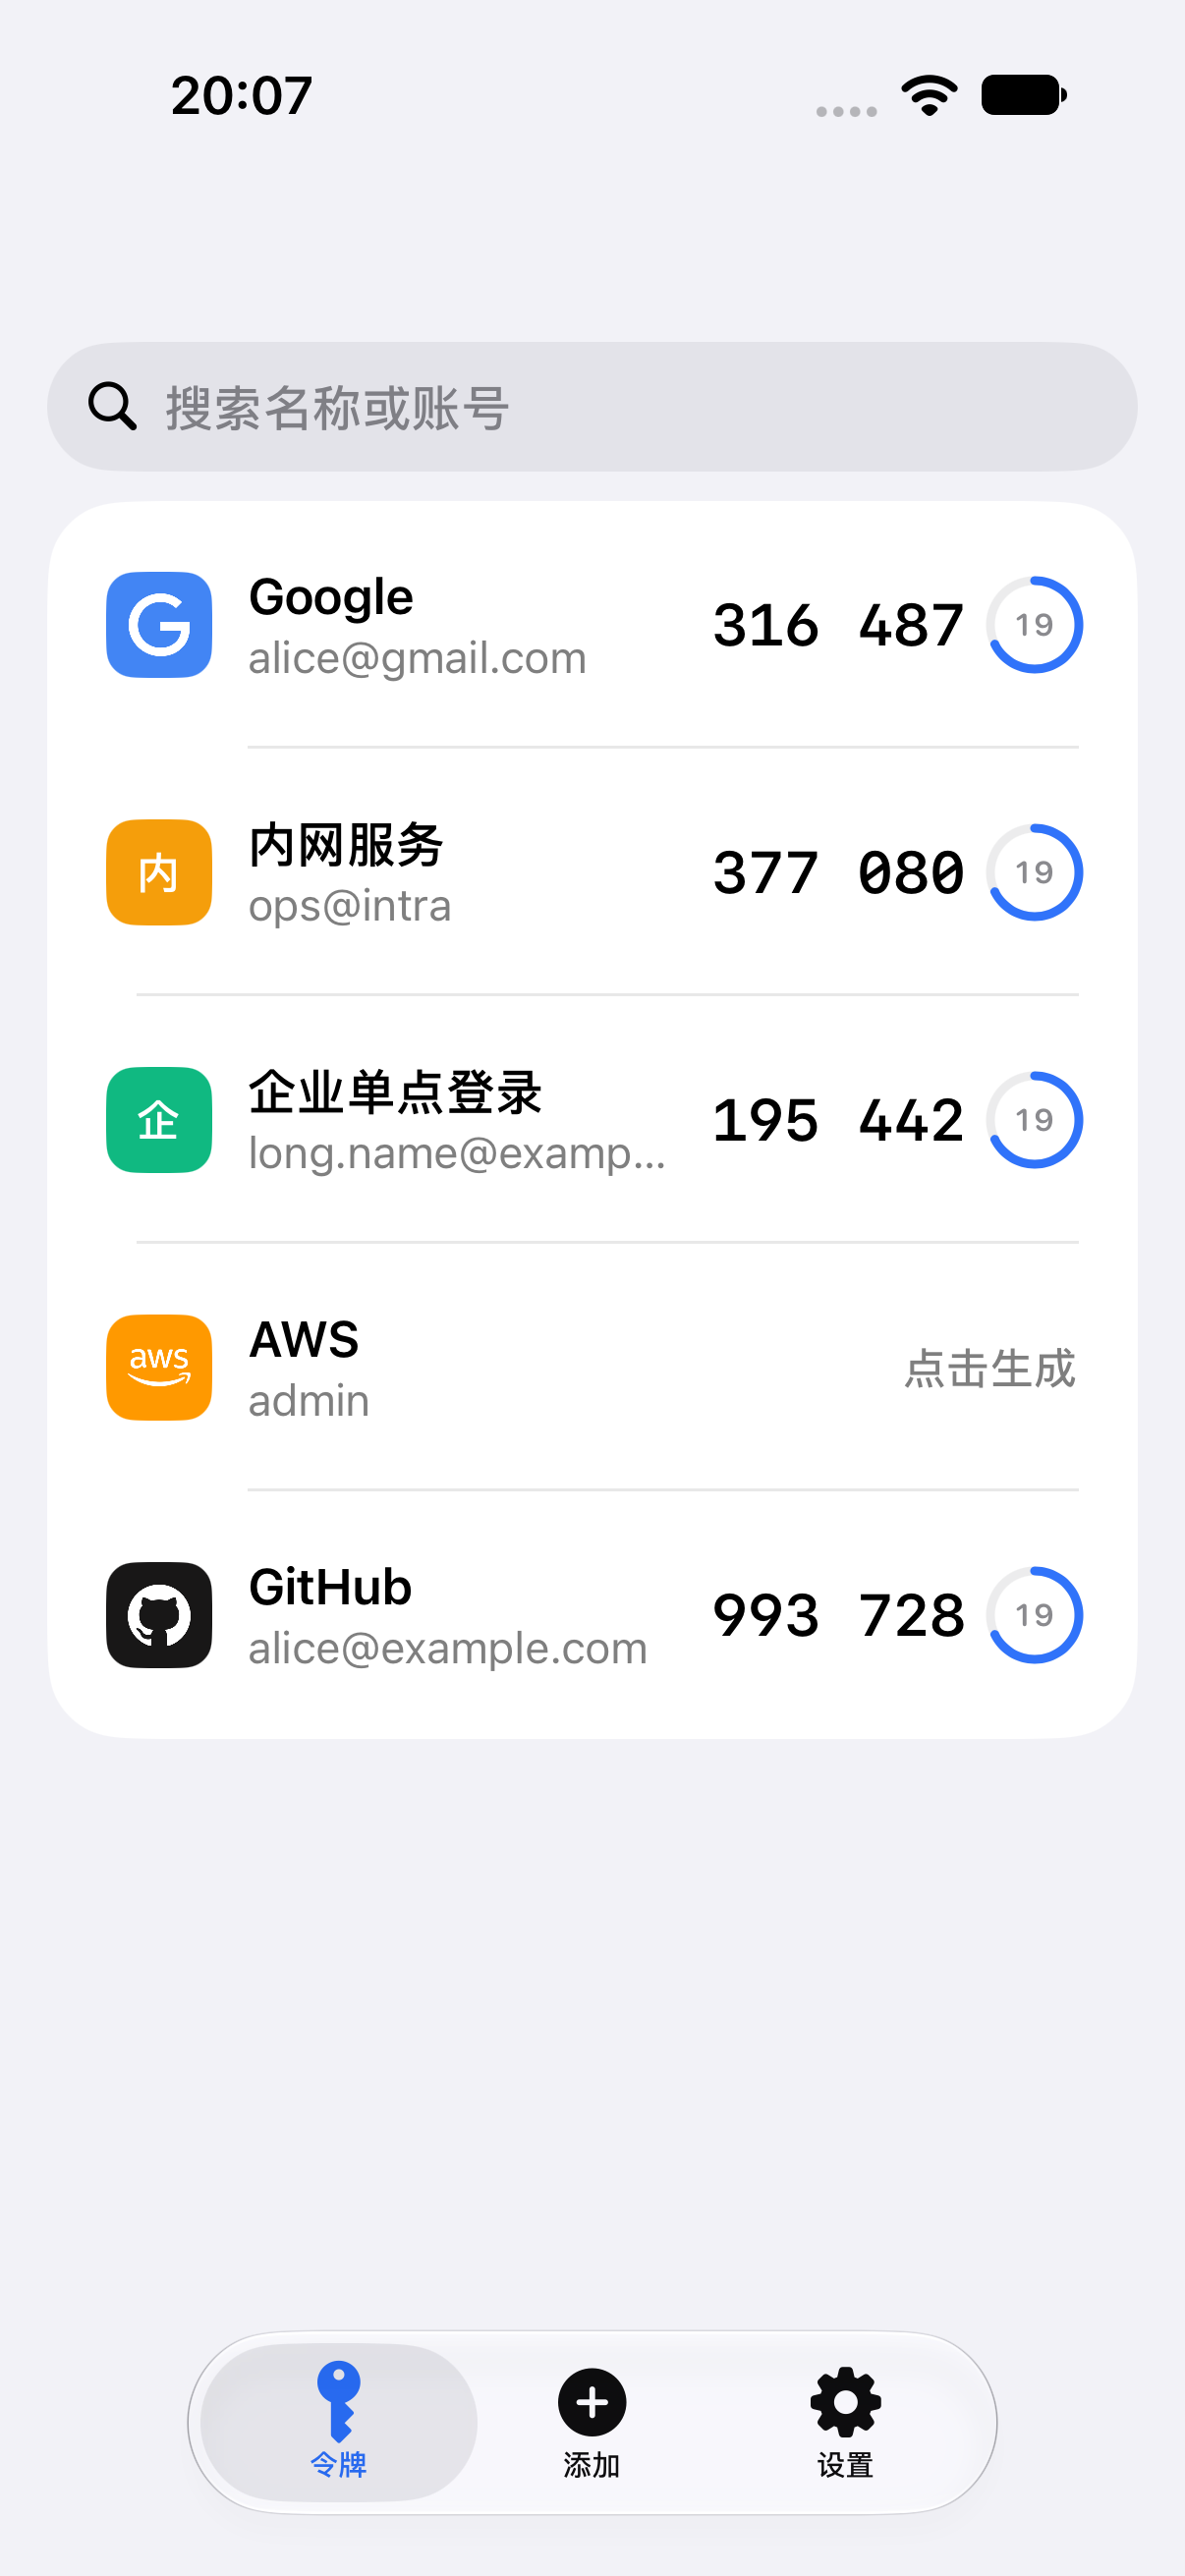 20:07
搜索名称或账号
Google
alice@gmail.com
316 487
19
内
内网服务
ops@intra
377 080
19
企
企业单点登录
long.name@examp...
195 442
19
aws
AWS
admin
点击生成
GitHub
alice@example.com
993 728
19
令牌
添加
设置